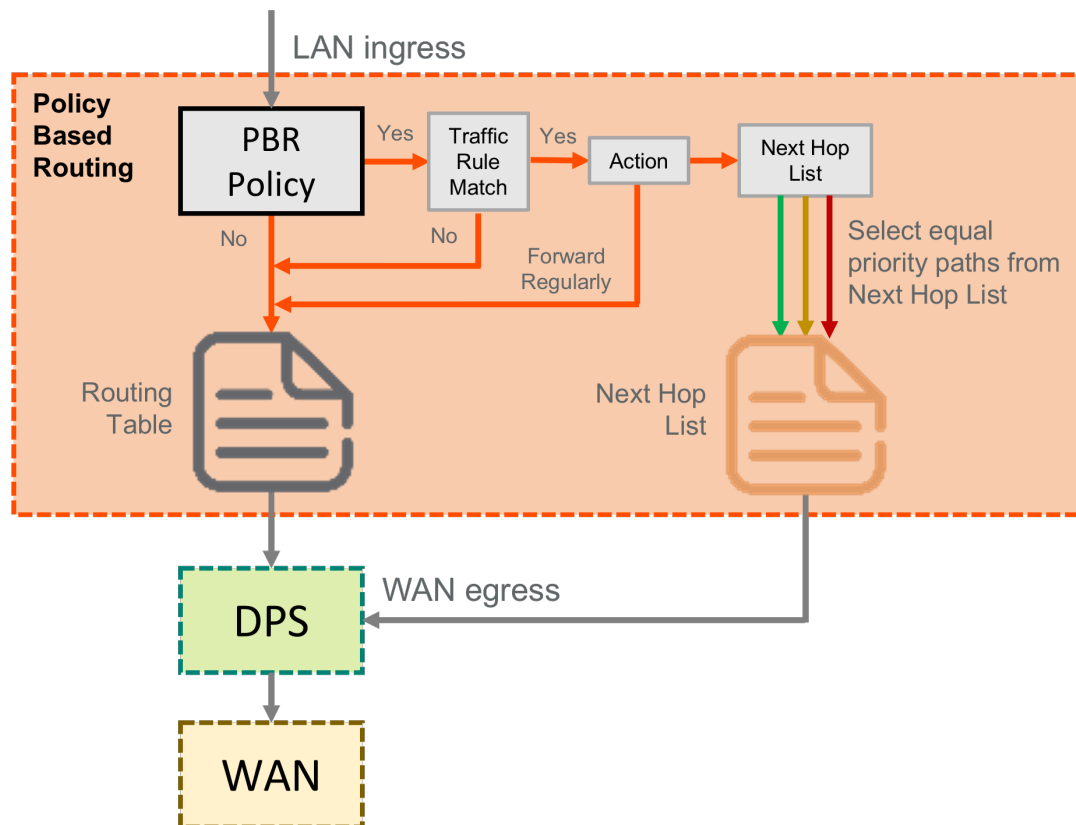 LAN ingress
Policy
Based
Routing
PBR
Policy
Yes
Traffic
Rule
Match
Yes
Action
Next Hop
List
No
No
Forward
Regularly
Select equal
priority paths from
Next Hop List
Routing
Table
Next Hop
List
WAN egress
DPS
WAN